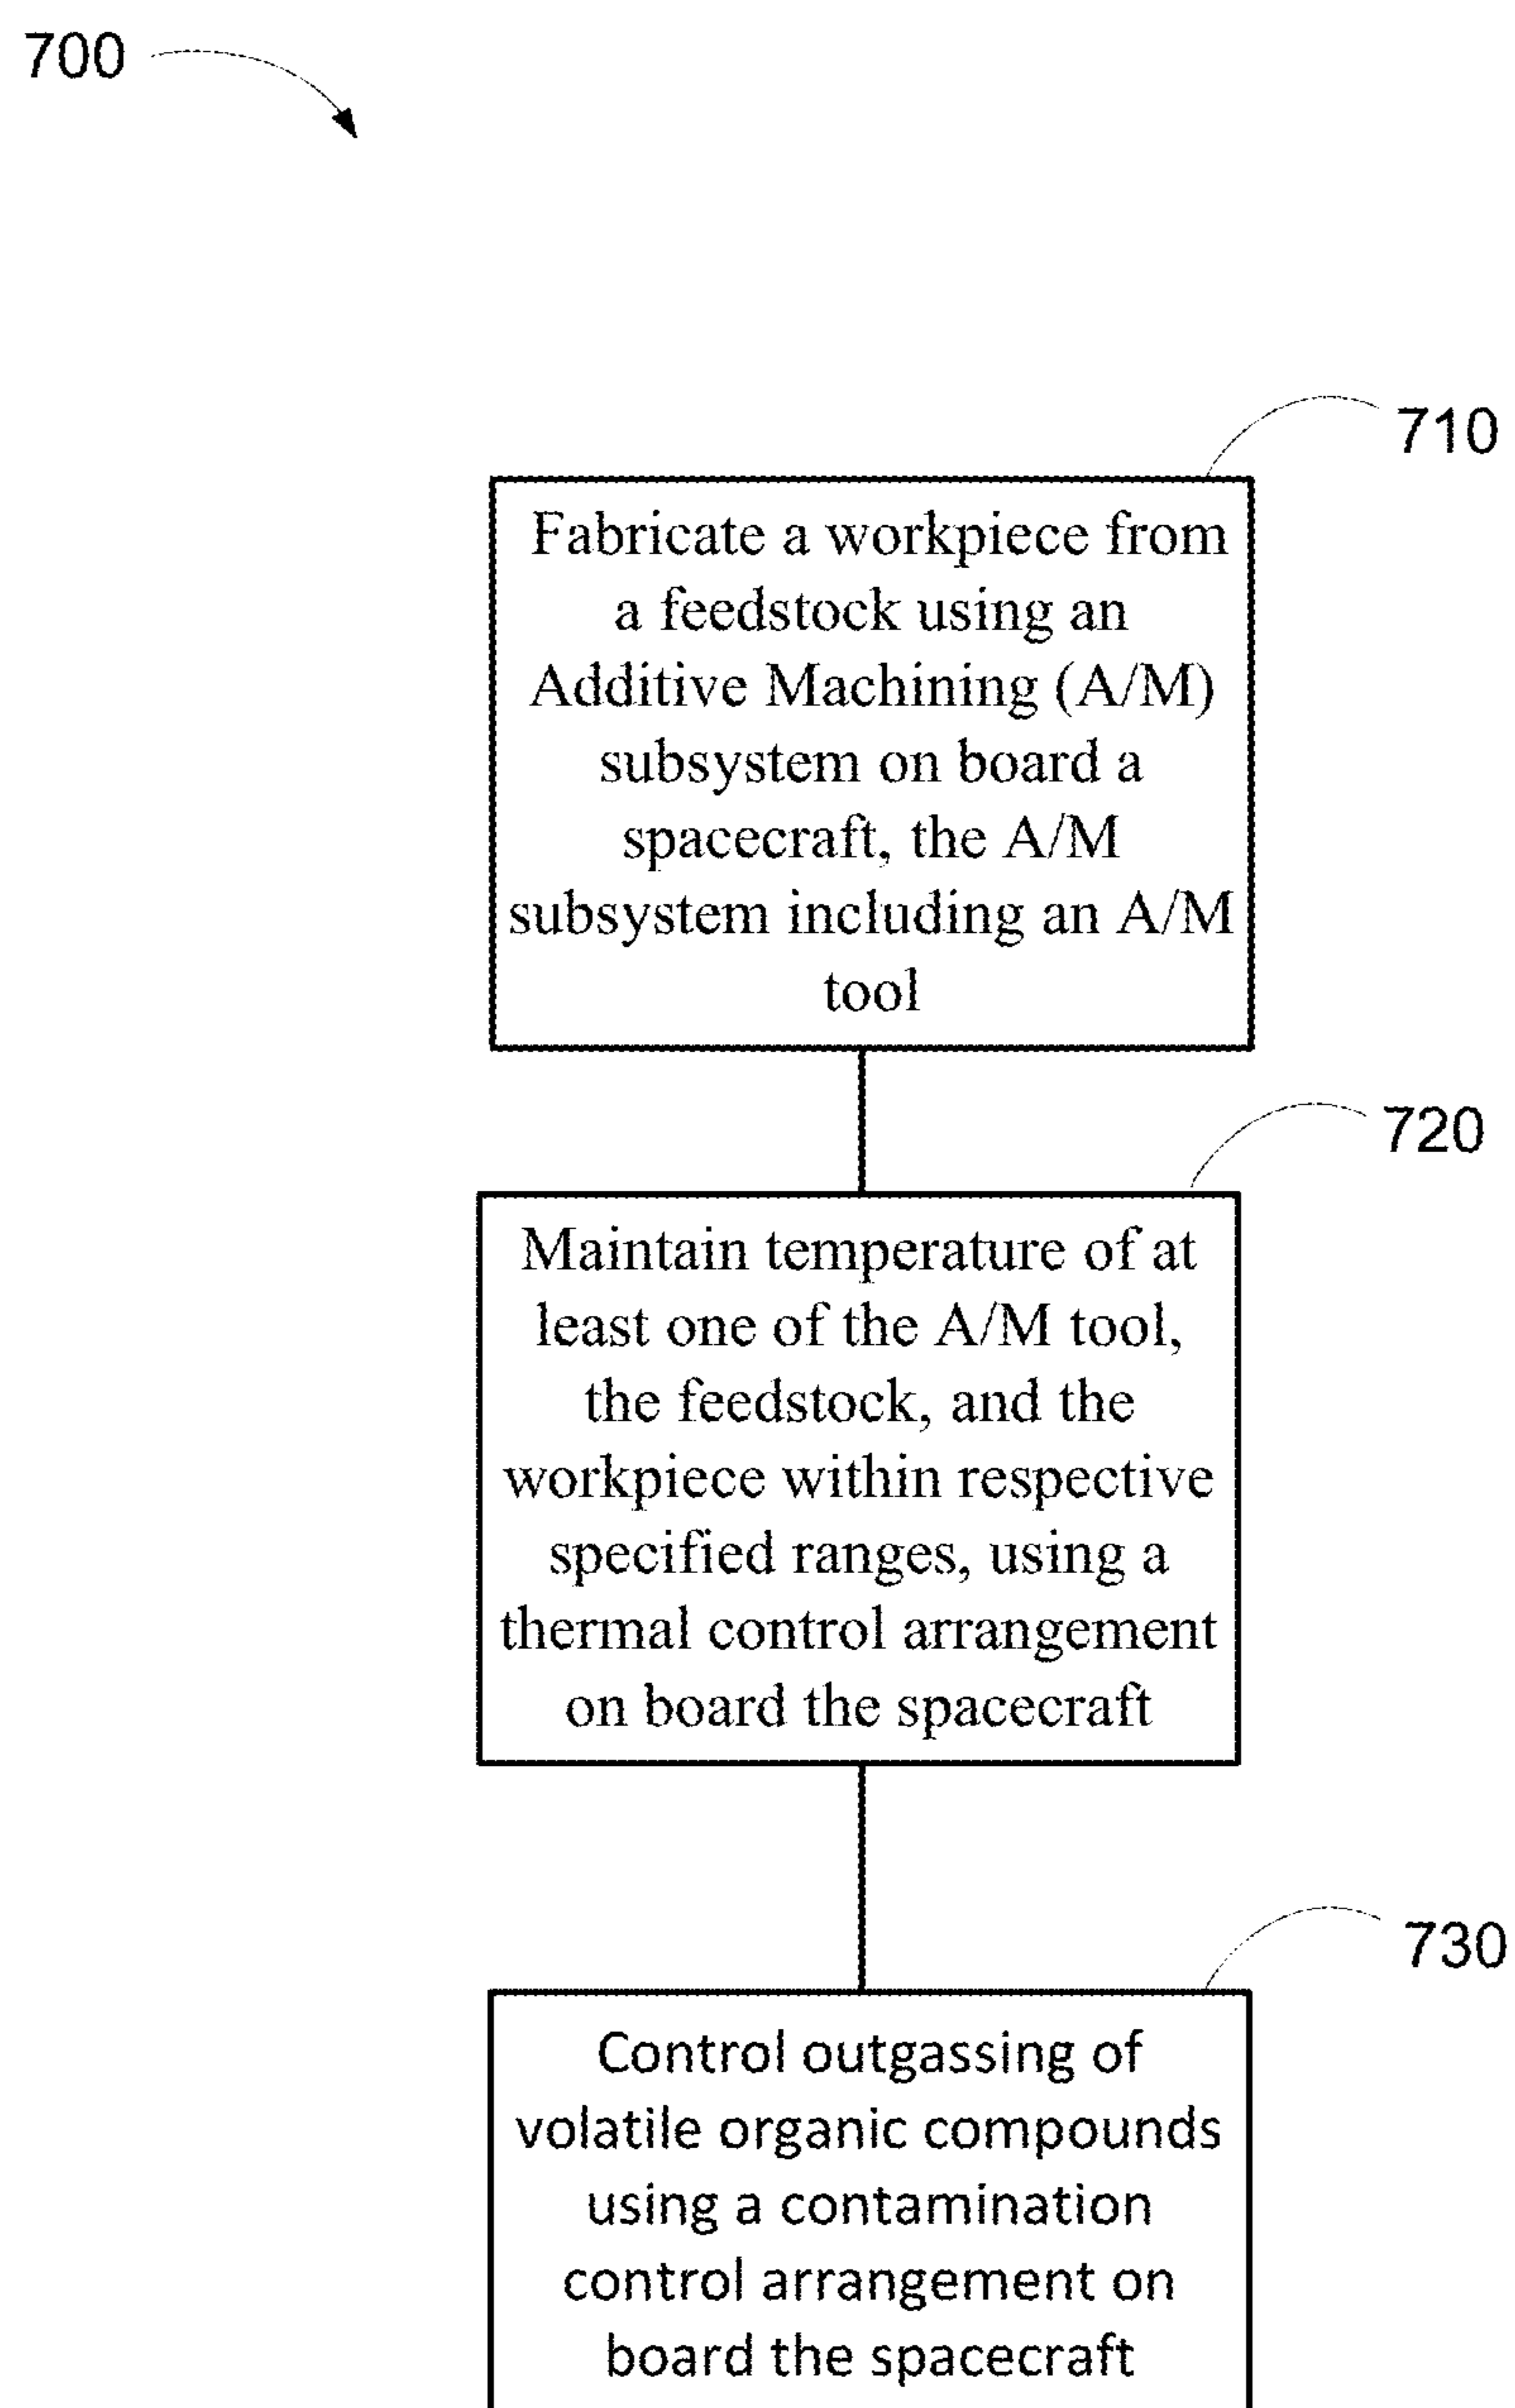 700
710
Fabricate a workpiece from
a feedstock using an
Additive Machining (A/M)
subsystem on board a
spacecraft, the A/M
subsystem including an A/M
tool
720
Maintain temperature of at
least one of the A/M tool,
the feedstock, and the
workpiece within respective
specified ranges, using a
thermal control arrangement
on board the spacecraft
730
Control outgassing of
volatile organic compounds
using a contamination
control arrangement on
board the spacecraft